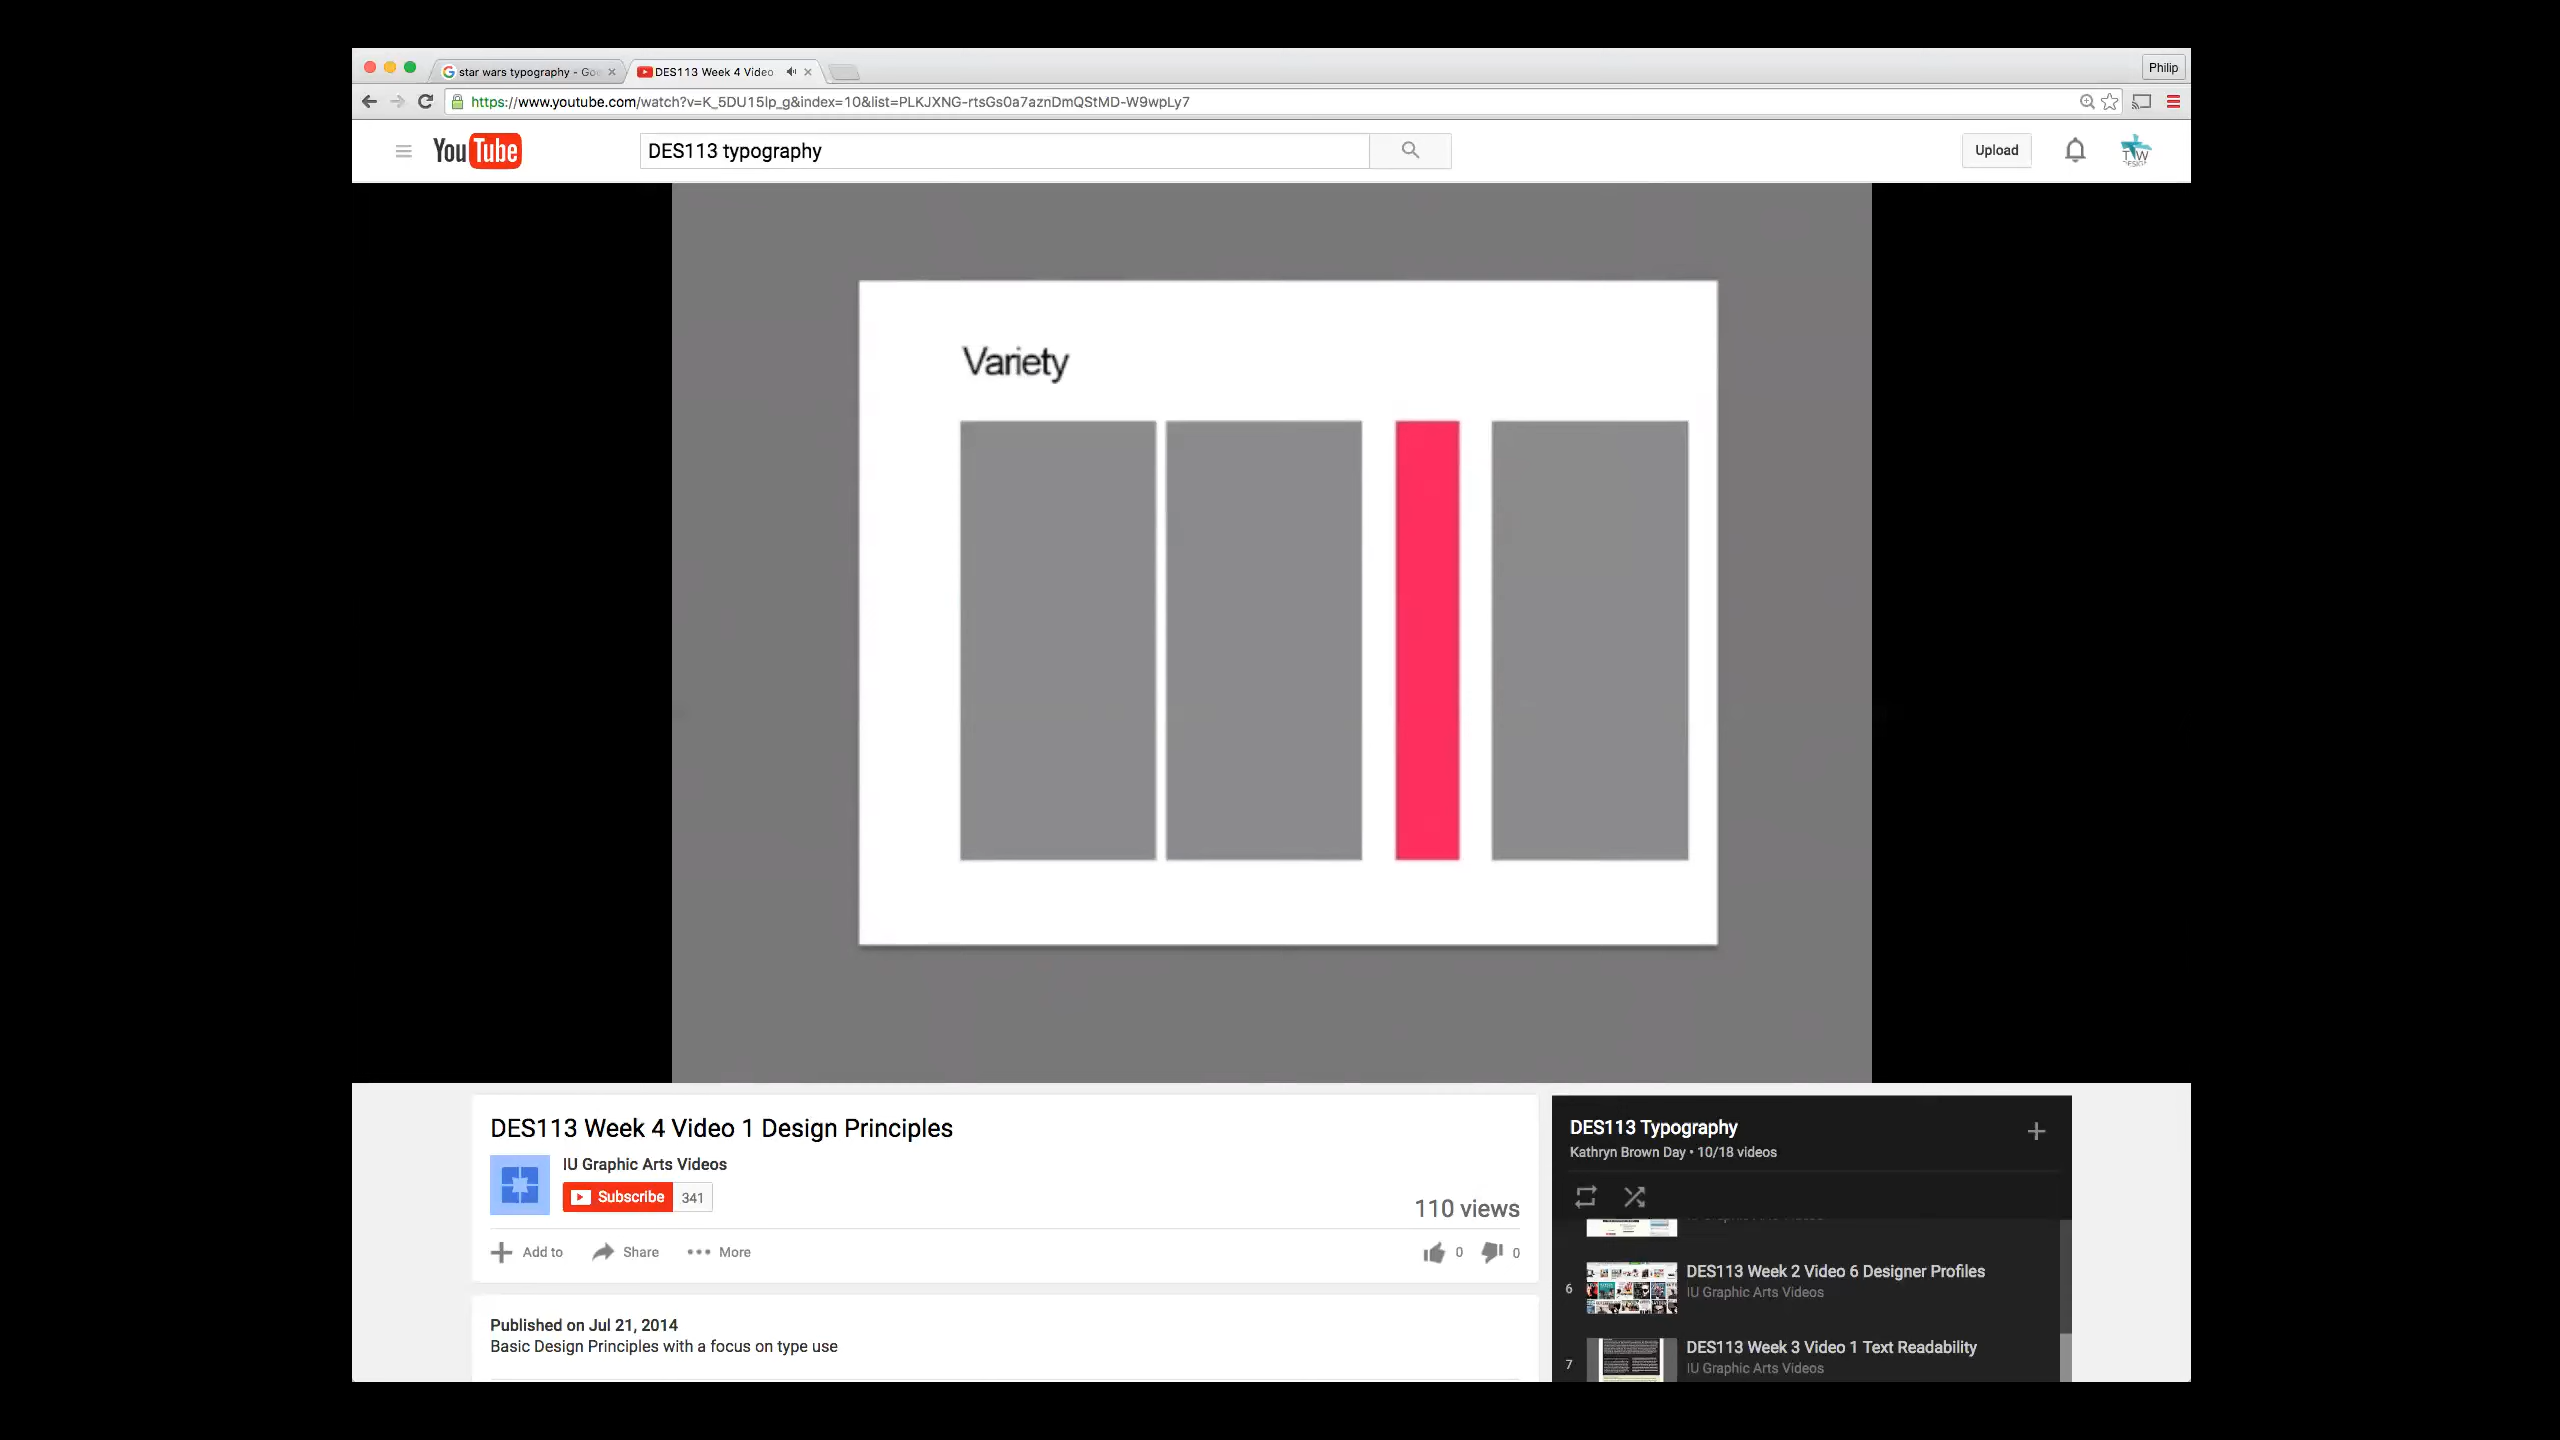 star wars typography - Goo
DES113 Week 4 Video
Philip
https://www.youtube.com/watch?v=K_5DU15lp_g&index=10&list=PLKJXNG-rtsGs0a7aznDmQStMD-W9wpLy7
YouTube
DES113 typography
Upload
TW
DESIGN
Variety
DES113 Week 4 Video 1 Design Principles
IU Graphic Arts Videos
Subscribe 341
110 views
Add to Share More
0 0
Published on Jul 21, 2014
Basic Design Principles with a focus on type use
DES113 Typography
Kathryn Brown Day • 10/18 videos
6
DES113 Week 2 Video 6 Designer Profiles
IU Graphic Arts Videos
7
DES113 Week 3 Video 1 Text Readability
IU Graphic Arts Videos